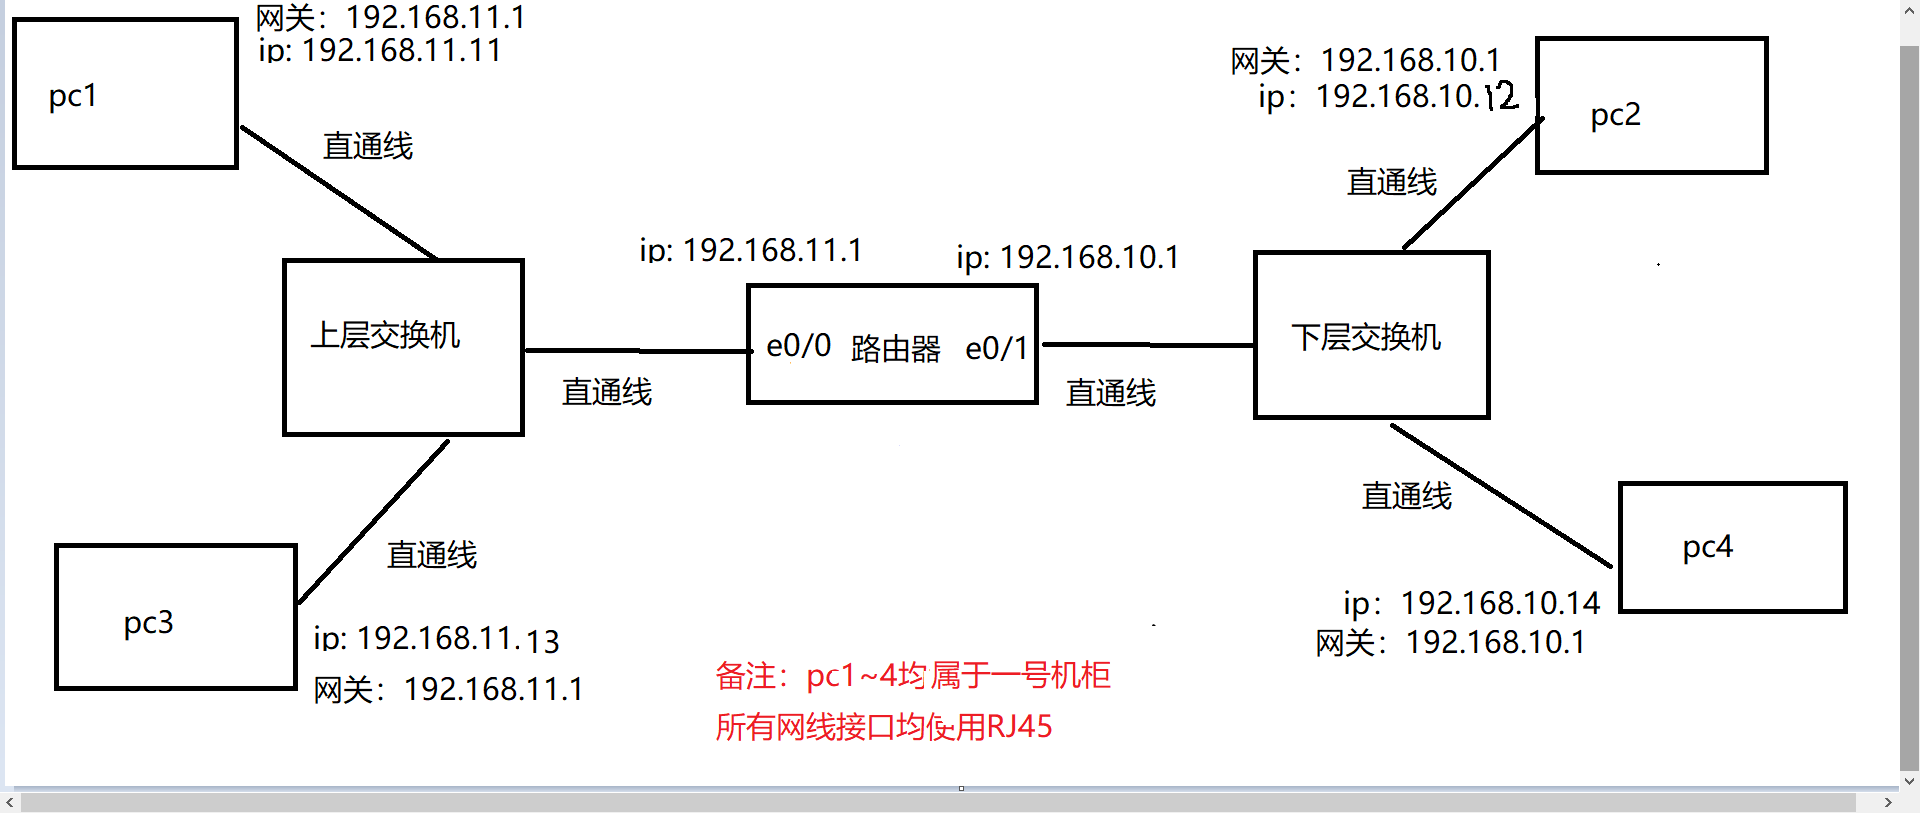 网关：192.168.11.1
ip: 192.168.11.11
pc1
直通线
网关：192.168.10.1
ip：192.168.10.12
pc2
直通线
ip: 192.168.11.1
ip: 192.168.10.1
上层交换机
e0/0 路由器 e0/1
下层交换机
直通线
直通线
直通线
pc3
ip: 192.168.11.13
网关：192.168.11.1
直通线
pc4
ip：192.168.10.14
网关：192.168.10.1
备注：pc1~4均属于一号机柜
所有网线接口均使用RJ45